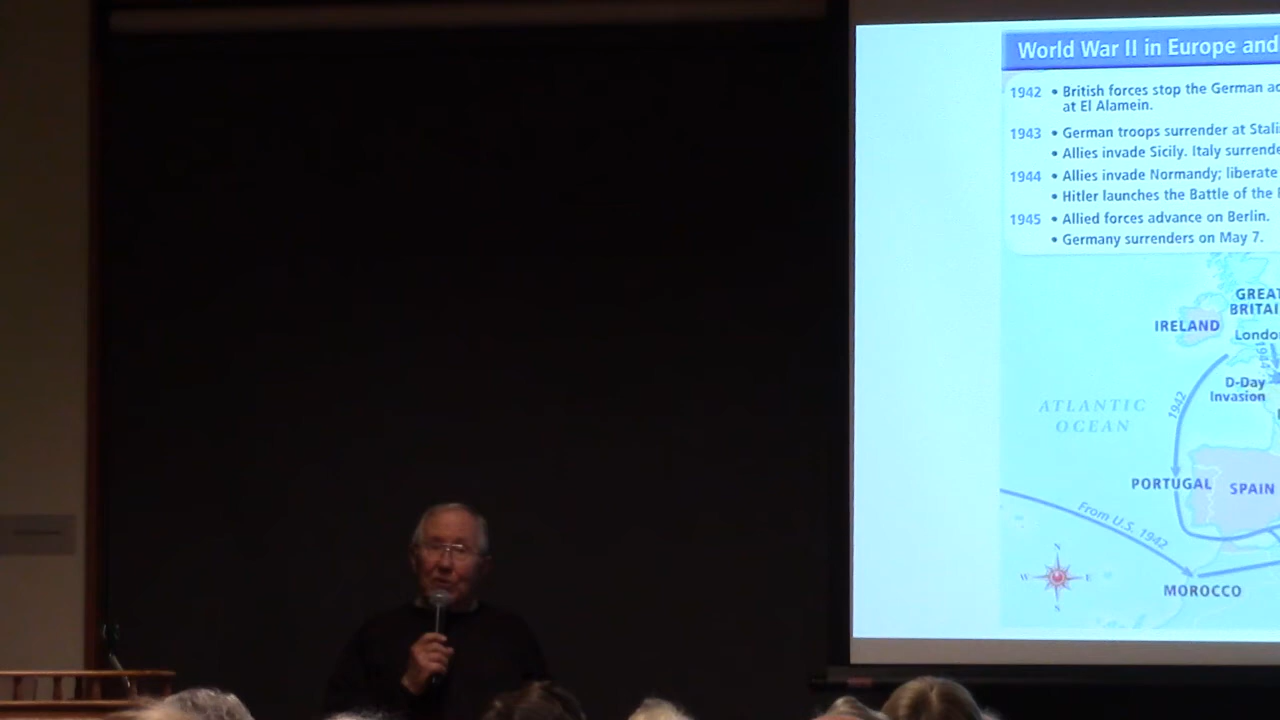 World War II in Europe and
1942 • British forces stop the German
at El Alamein.
1943 • German troops surrender at
• Allies invade Sicily. Italy
1944 • Allies invade Normandy; liberate
• Hitler launches the Battle of the
1945 • Allied forces advance on Berlin.
• Germany surrenders on May 7.
GREAT
IRELAND
1944
D-Day
Invasion
1942
ATLANTIC
OCEAN
PORTUGAL
SPAIN
From U.S. 1942
N
W
E
S
MOROCCO